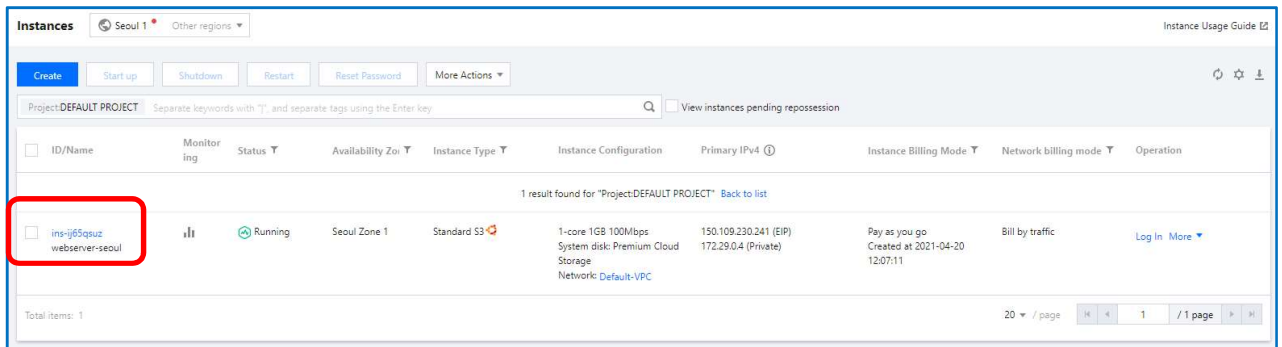 Instances Seoul 1 Other regions Instance Usage Guide
Create Start up Shutdown Restart Reset Password More Actions
Project:DEFAULT PROJECT Separate keywords with "|", and separate tags using the Enter key View instances pending repossession
ID/Name Monitor Status Availability Zoi Instance Type Instance Configuration Primary IPv4 Instance Billing Mode Network billing mode Operation
ing
1 result found for "Project:DEFAULT PROJECT" Back to list
ins-ij65qsuz Running Seoul Zone 1 Standard S3 1-core 1GB 100Mbps 150.109.230.241 (EIP) Pay as you go Bill by traffic Log In More
webserver-seoul System disk: Premium Cloud 172.29.0.4 (Private) Created at 2021-04-20
Storage 12:07:11
Network: Default-VPC
Total items: 1 20 / page 1 / 1 page